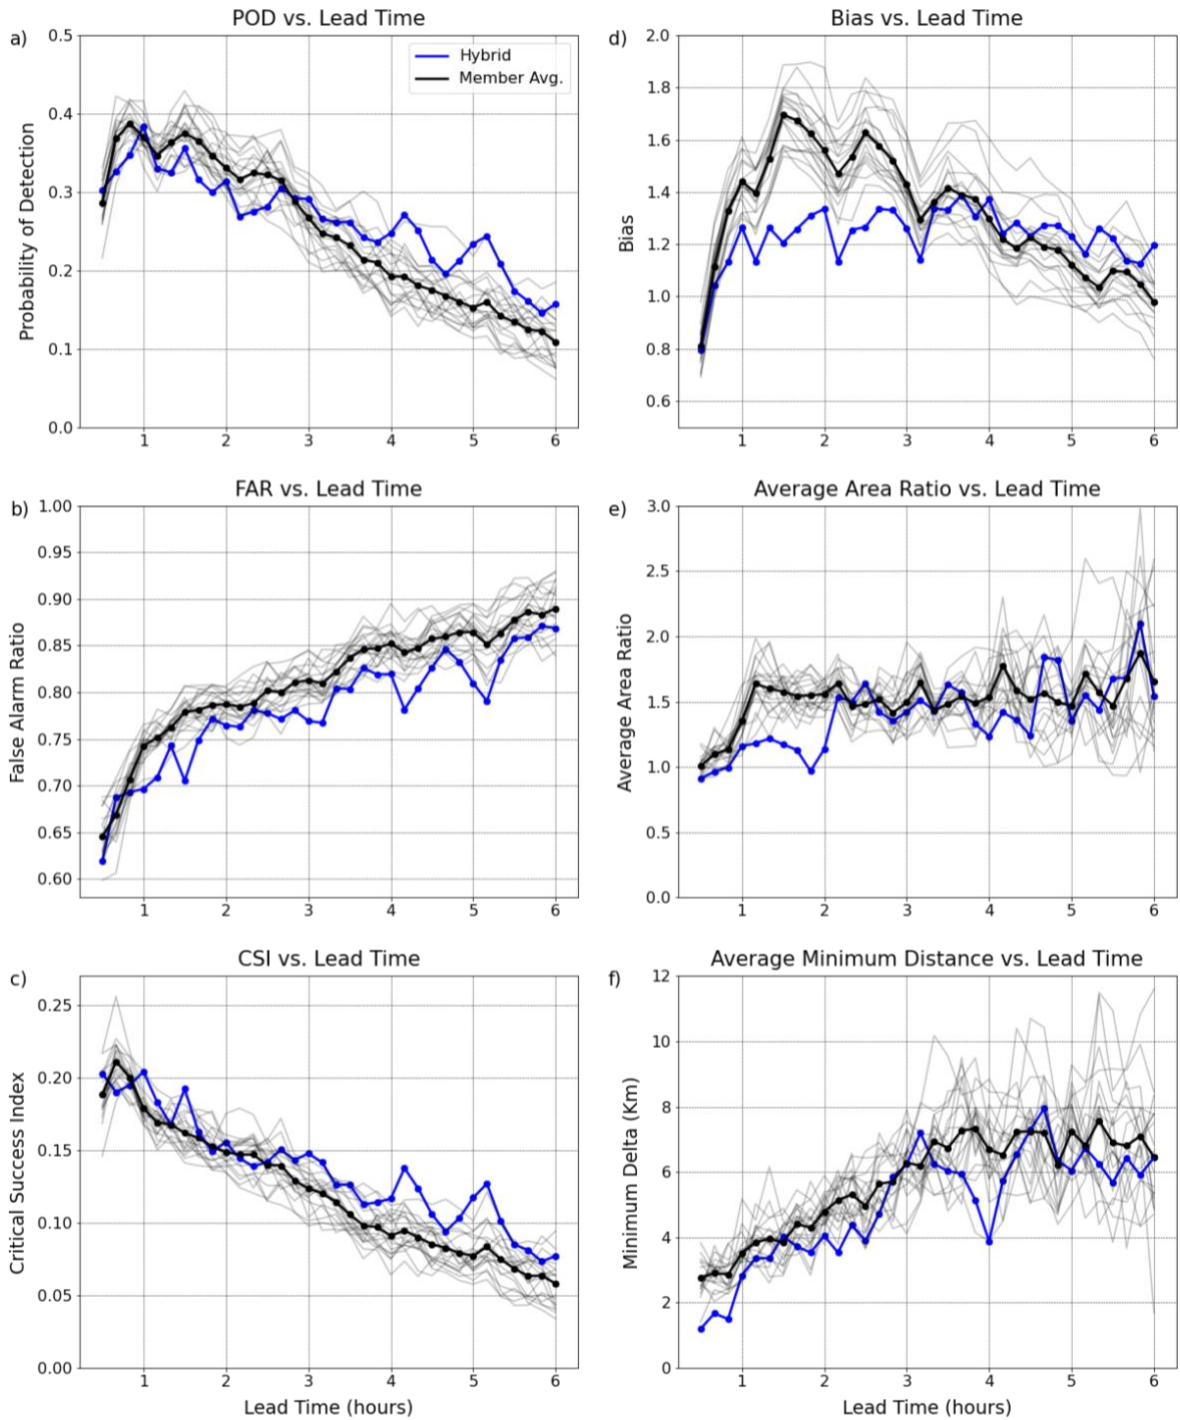 POD vs. Lead Time
a)
0.5
0.4
0.3
0.2
0.1
0.0
Probability of Detection
Hybrid
Member Avg.
1 2 3 4 5 6
Bias vs. Lead Time
d)
2.0
1.8
1.6
1.4
1.2
1.0
0.8
0.6
Bias
1 2 3 4 5 6
FAR vs. Lead Time
b)
1.00
0.95
0.90
0.85
0.80
0.75
0.70
0.65
0.60
False Alarm Ratio
1 2 3 4 5 6
Average Area Ratio vs. Lead Time
e)
3.0
2.5
2.0
1.5
1.0
0.5
0.0
Average Area Ratio
1 2 3 4 5 6
CSI vs. Lead Time
c)
0.25
0.20
0.15
0.10
0.05
0.00
Critical Success Index
1 2 3 4 5 6
Lead Time (hours)
Average Minimum Distance vs. Lead Time
f)
12
10
8
6
4
2
0
Minimum Delta (Km)
1 2 3 4 5 6
Lead Time (hours)